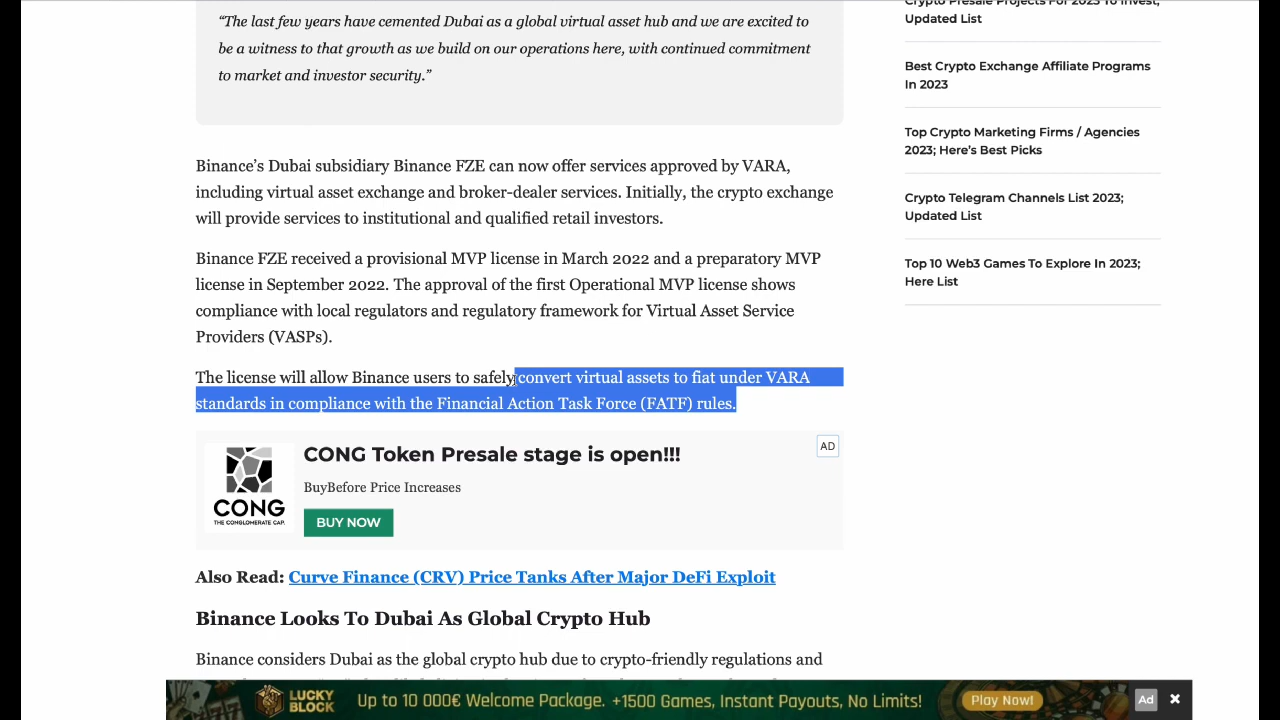 “The last few years have cemented Dubai as a global virtual asset hub and we are excited to
be a witness to that growth as we build on our operations here, with continued commitment
to market and investor security.”
Binance’s Dubai subsidiary Binance FZE can now offer services approved by VARA,
including virtual asset exchange and broker-dealer services. Initially, the crypto exchange
will provide services to institutional and qualified retail investors.
Binance FZE received a provisional MVP license in March 2022 and a preparatory MVP
license in September 2022. The approval of the first Operational MVP license shows
compliance with local regulators and regulatory framework for Virtual Asset Service
Providers (VASPs).
The license will allow Binance users to safely convert virtual assets to fiat under VARA
standards in compliance with the Financial Action Task Force (FATF) rules.
CONG Token Presale stage is open!!!
AD
BuyBefore Price Increases
CONG
THE CONGLOMERATE CAP.
BUY NOW
Also Read: Curve Finance (CRV) Price Tanks After Major DeFi Exploit
Binance Looks To Dubai As Global Crypto Hub
Binance considers Dubai as the global crypto hub due to crypto-friendly regulations and
Crypto Presale Projects For 2023 To Invest;
Updated List
Best Crypto Exchange Affiliate Programs
In 2023
Top Crypto Marketing Firms / Agencies
2023; Here’s Best Picks
Crypto Telegram Channels List 2023;
Updated List
Top 10 Web3 Games To Explore In 2023;
Here List
LUCKY
BLOCK
Up to 10 000€ Welcome Package. +1500 Games, Instant Payouts, No Limits!
Play Now!
Ad